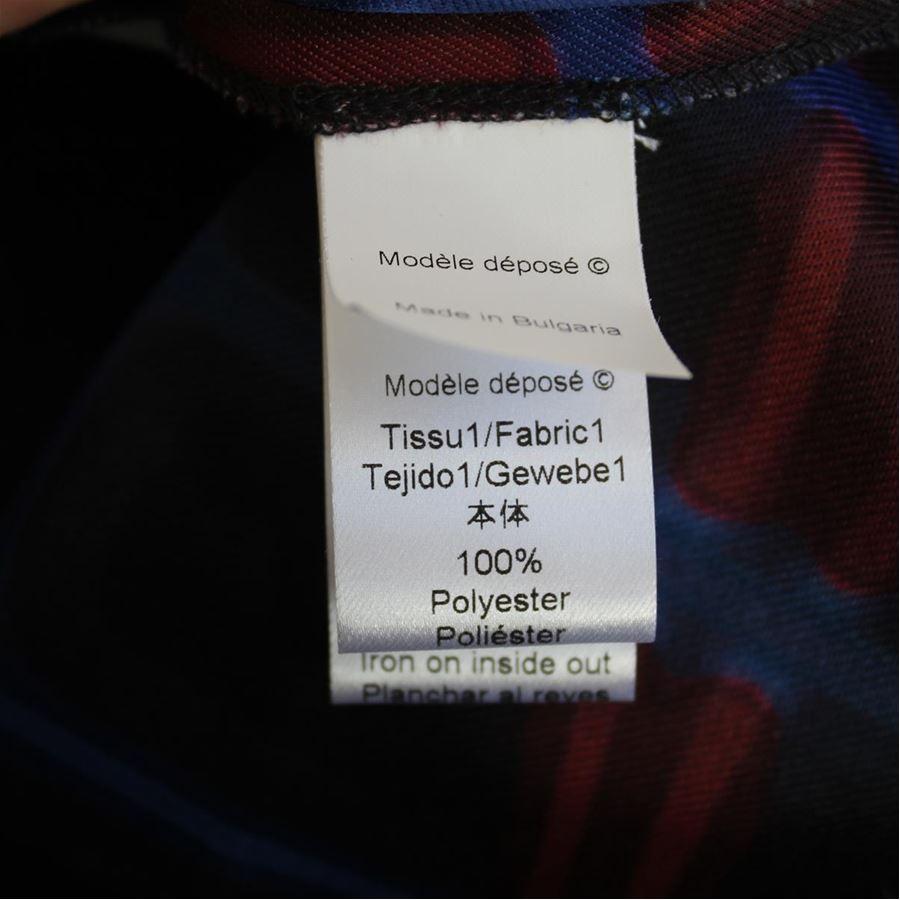 Modèle déposé ©
Made in Bulgaria
Modèle déposé ©
Tissu1/Fabric1
Tejido1/Gewebe1
本体
100%
Polyester
Poliéster
Iron on inside out
Planchar al reves